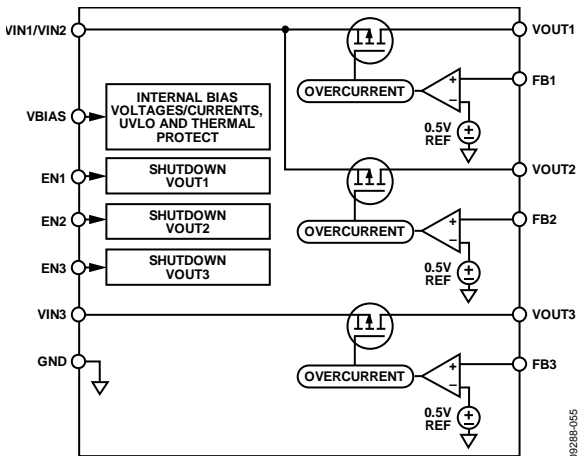 VIN1/VIN2
VOUT1
FB1
OVERCURRENT
+
–
0.5V
REF
VBIAS
INTERNAL BIAS
VOLTAGES/CURRENTS,
UVLO AND THERMAL
PROTECT
EN1
SHUTDOWN
VOUT1
EN2
SHUTDOWN
VOUT2
EN3
SHUTDOWN
VOUT3
VOUT2
FB2
OVERCURRENT
+
–
0.5V
REF
VIN3
VOUT3
GND
FB3
OVERCURRENT
+
–
0.5V
REF
09288-055